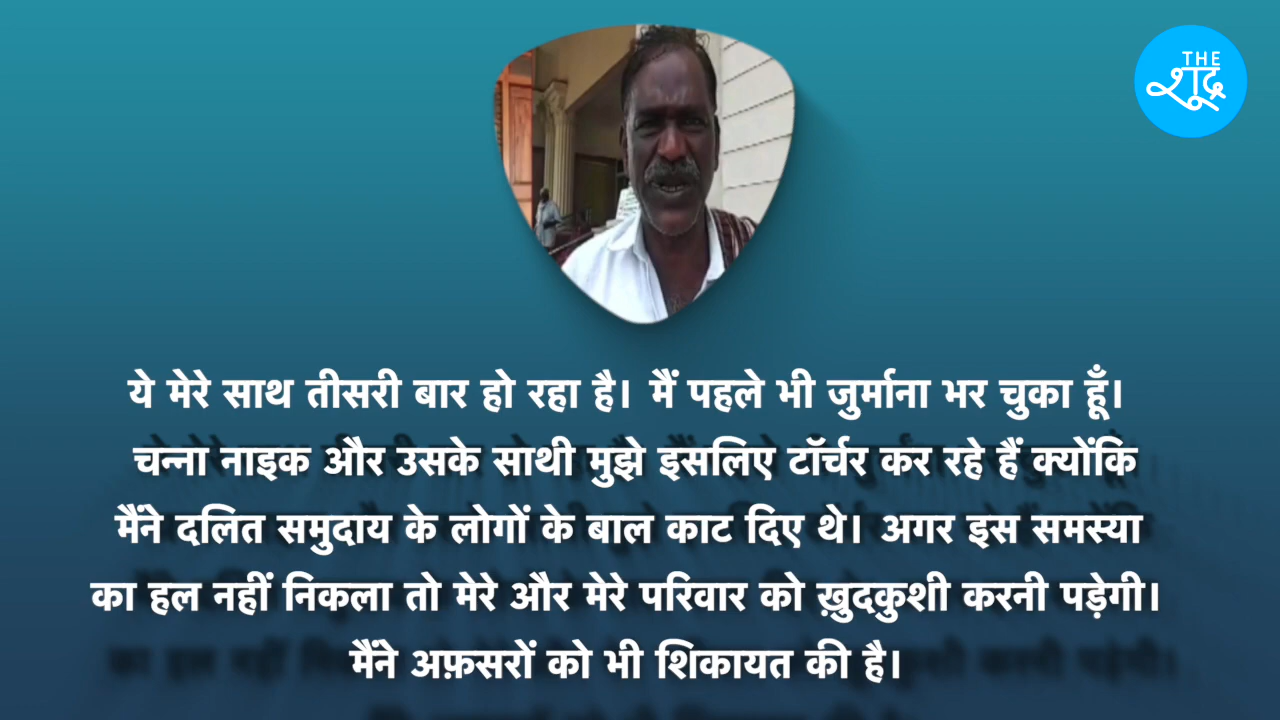 THE
शूद्र
ये मेरे साथ तीसरी बार हो रहा है। मैं पहले भी जुर्माना भर चुका हूँ।
चन्ना नाइक और उसके साथी मुझे इसलिए टॉर्चर कर रहे हैं क्योंकि
मैंने दलित समुदाय के लोगों के बाल काट दिए थे। अगर इस समस्या
का हल नहीं निकला तो मेरे और मेरे परिवार को ख़ुदकुशी करनी पड़ेगी।
मैंने अफ़सरों को भी शिकायत की है।